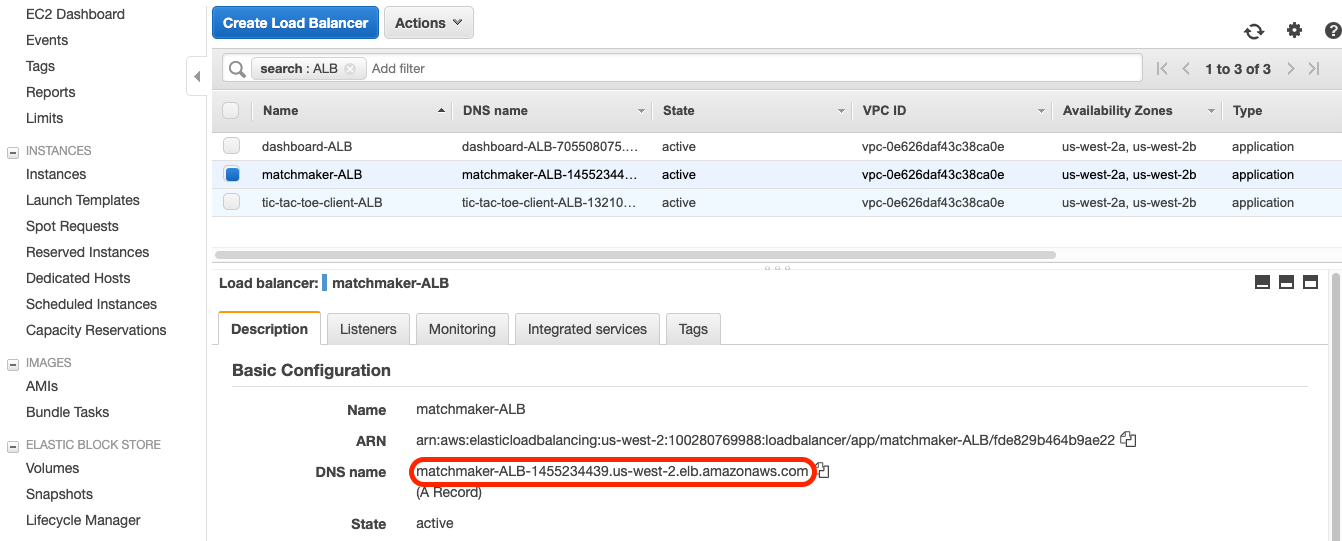 EC2 Dashboard
Events
Tags
Reports
Limits
INSTANCES
Instances
Launch Templates
Spot Requests
Reserved Instances
Dedicated Hosts
Scheduled Instances
Capacity Reservations
IMAGES
AMIs
Bundle Tasks
ELASTIC BLOCK STORE
Volumes
Snapshots
Lifecycle Manager
Create Load Balancer Actions
search : ALB Add filter 1 to 3 of 3
Name DNS name State VPC ID Availability Zones Type
dashboard-ALB dashboard-ALB-705508075.... active vpc-0e626daf43c38ca0e us-west-2a, us-west-2b application
matchmaker-ALB matchmaker-ALB-14552344... active vpc-0e626daf43c38ca0e us-west-2a, us-west-2b application
tic-tac-toe-client-ALB tic-tac-toe-client-ALB-13210... active vpc-0e626daf43c38ca0e us-west-2a, us-west-2b application
Load balancer: matchmaker-ALB
Description Listeners Monitoring Integrated services Tags
Basic Configuration
Name matchmaker-ALB
ARN arn:aws:elasticloadbalancing:us-west-2:100280769988:loadbalancer/app/matchmaker-ALB/fde829b464b9ae22
DNS name matchmaker-ALB-1455234439.us-west-2.elb.amazonaws.com
(A Record)
State active